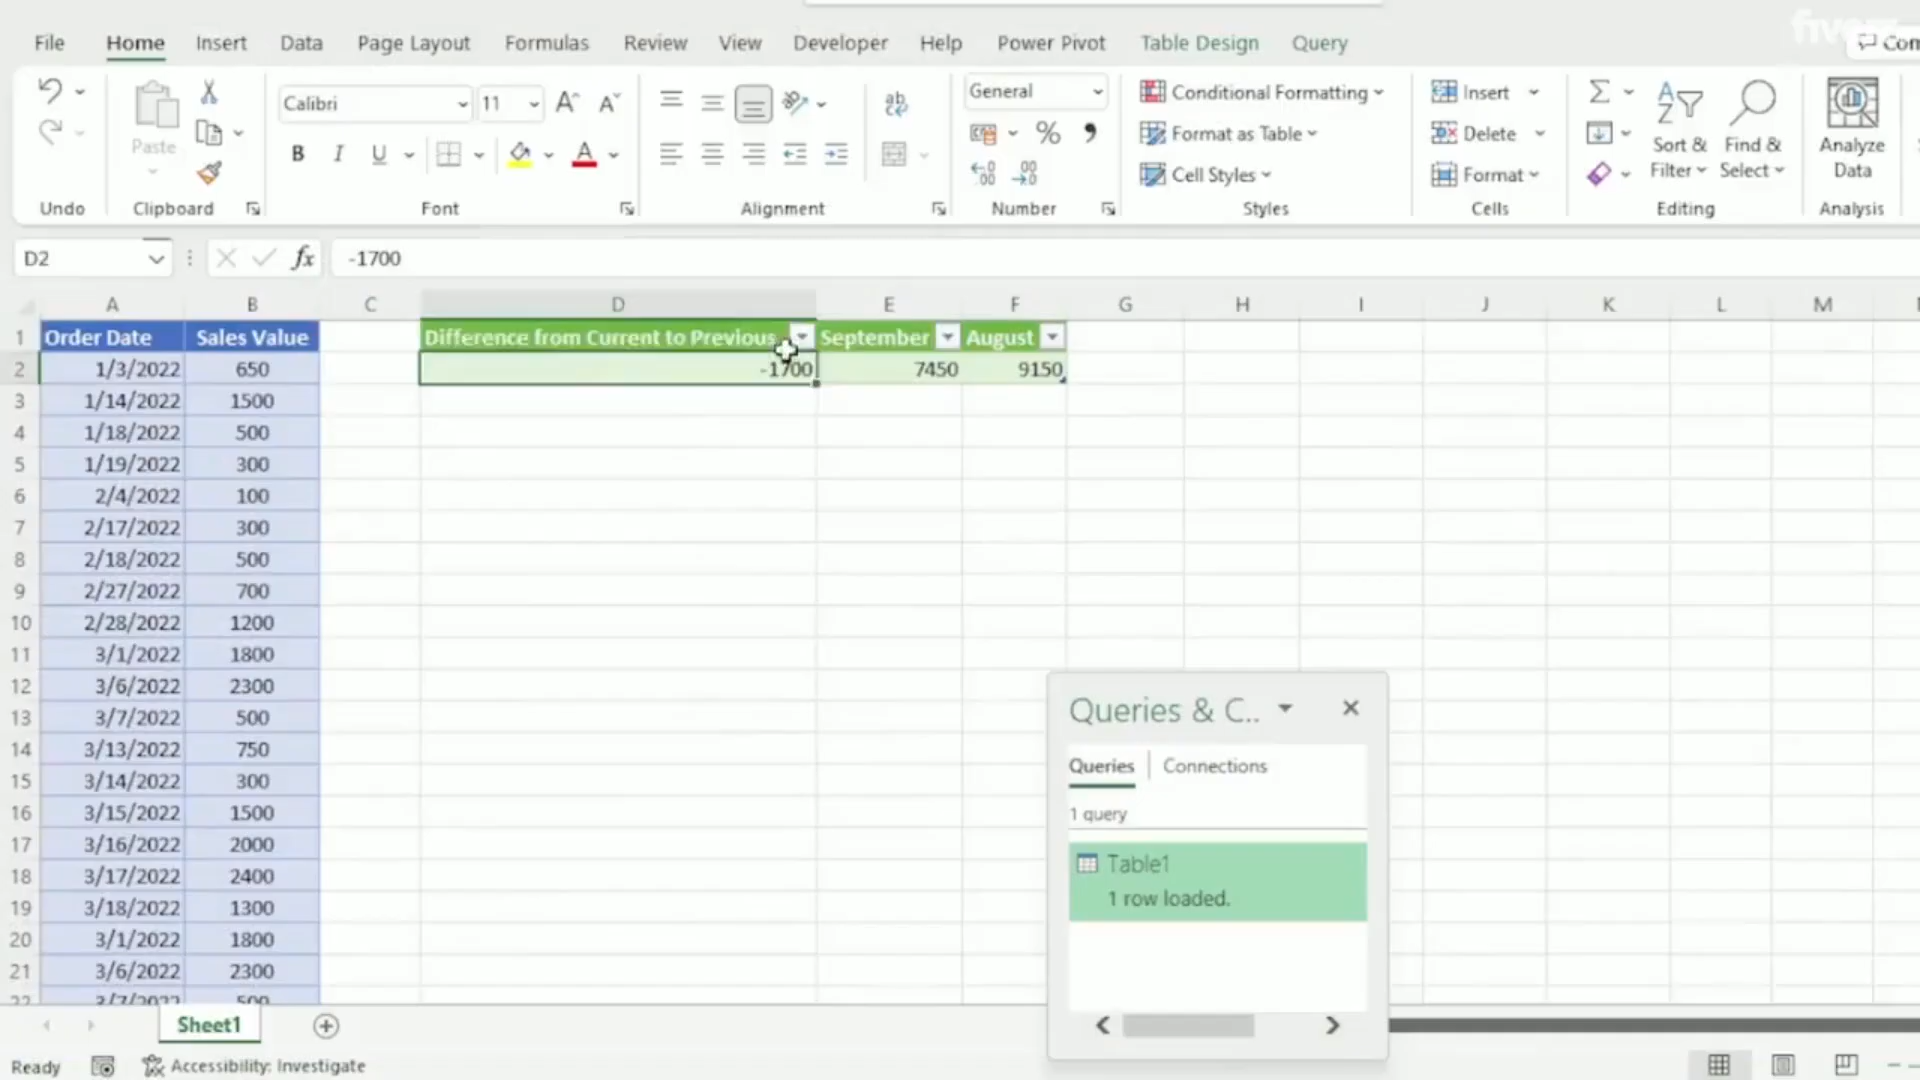 fiverr
File Home Insert Data Page Layout Formulas Review View Developer Help Power Pivot Table Design Query
Calibri 11 General Conditional Formatting Insert
Paste B I U A % Format as Table Delete Sort & Find & Analyze
Cell Styles Format Filter Select Data
Undo Clipboard Font Alignment Number Styles Cells Editing Analysis
D2 fx -1700
A B C D E F G H I J K L M
1 Order Date Sales Value Difference from Current to Previous September August
2 1/3/2022 650 -1700 7450 9150
3 1/14/2022 1500
4 1/18/2022 500
5 1/19/2022 300
6 2/4/2022 100
7 2/17/2022 300
8 2/18/2022 500
9 2/27/2022 700
10 2/28/2022 1200
11 3/1/2022 1800
12 3/6/2022 2300
13 3/7/2022 500
14 3/13/2022 750
15 3/14/2022 300
16 3/15/2022 1500
17 3/16/2022 2000
18 3/17/2022 2400
19 3/18/2022 1300
20 3/1/2022 1800
21 3/6/2022 2300
22 3/7/2022 500
Queries & C..
Queries Connections
1 query
Table1
1 row loaded.
Sheet1
Ready Accessibility: Investigate